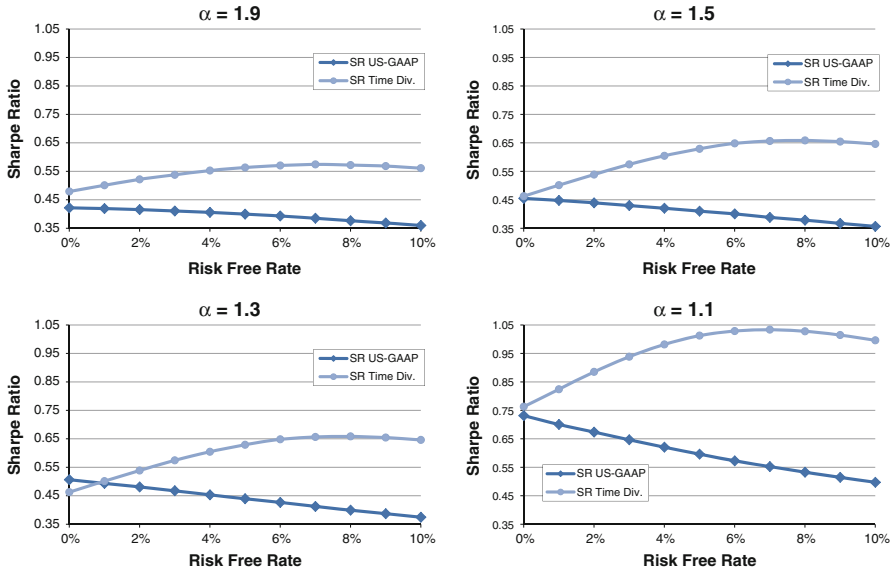 α = 1.9
1.05
0.95
0.85
0.75
0.65
0.55
0.45
0.35
Sharpe Ratio
SR US-GAAP
SR Time Div.
0% 2% 4% 6% 8% 10%
Risk Free Rate
α = 1.5
1.05
0.95
0.85
0.75
0.65
0.55
0.45
0.35
Sharpe Ratio
SR US-GAAP
SR Time Div.
0% 2% 4% 6% 8% 10%
Risk Free Rate
α = 1.3
1.05
0.95
0.85
0.75
0.65
0.55
0.45
0.35
Sharpe Ratio
SR US-GAAP
SR Time Div.
0% 2% 4% 6% 8% 10%
Risk Free Rate
α = 1.1
1.05
0.95
0.85
0.75
0.65
0.55
0.45
0.35
Sharpe Ratio
SR US-GAAP
SR Time Div.
0% 2% 4% 6% 8% 10%
Risk Free Rate